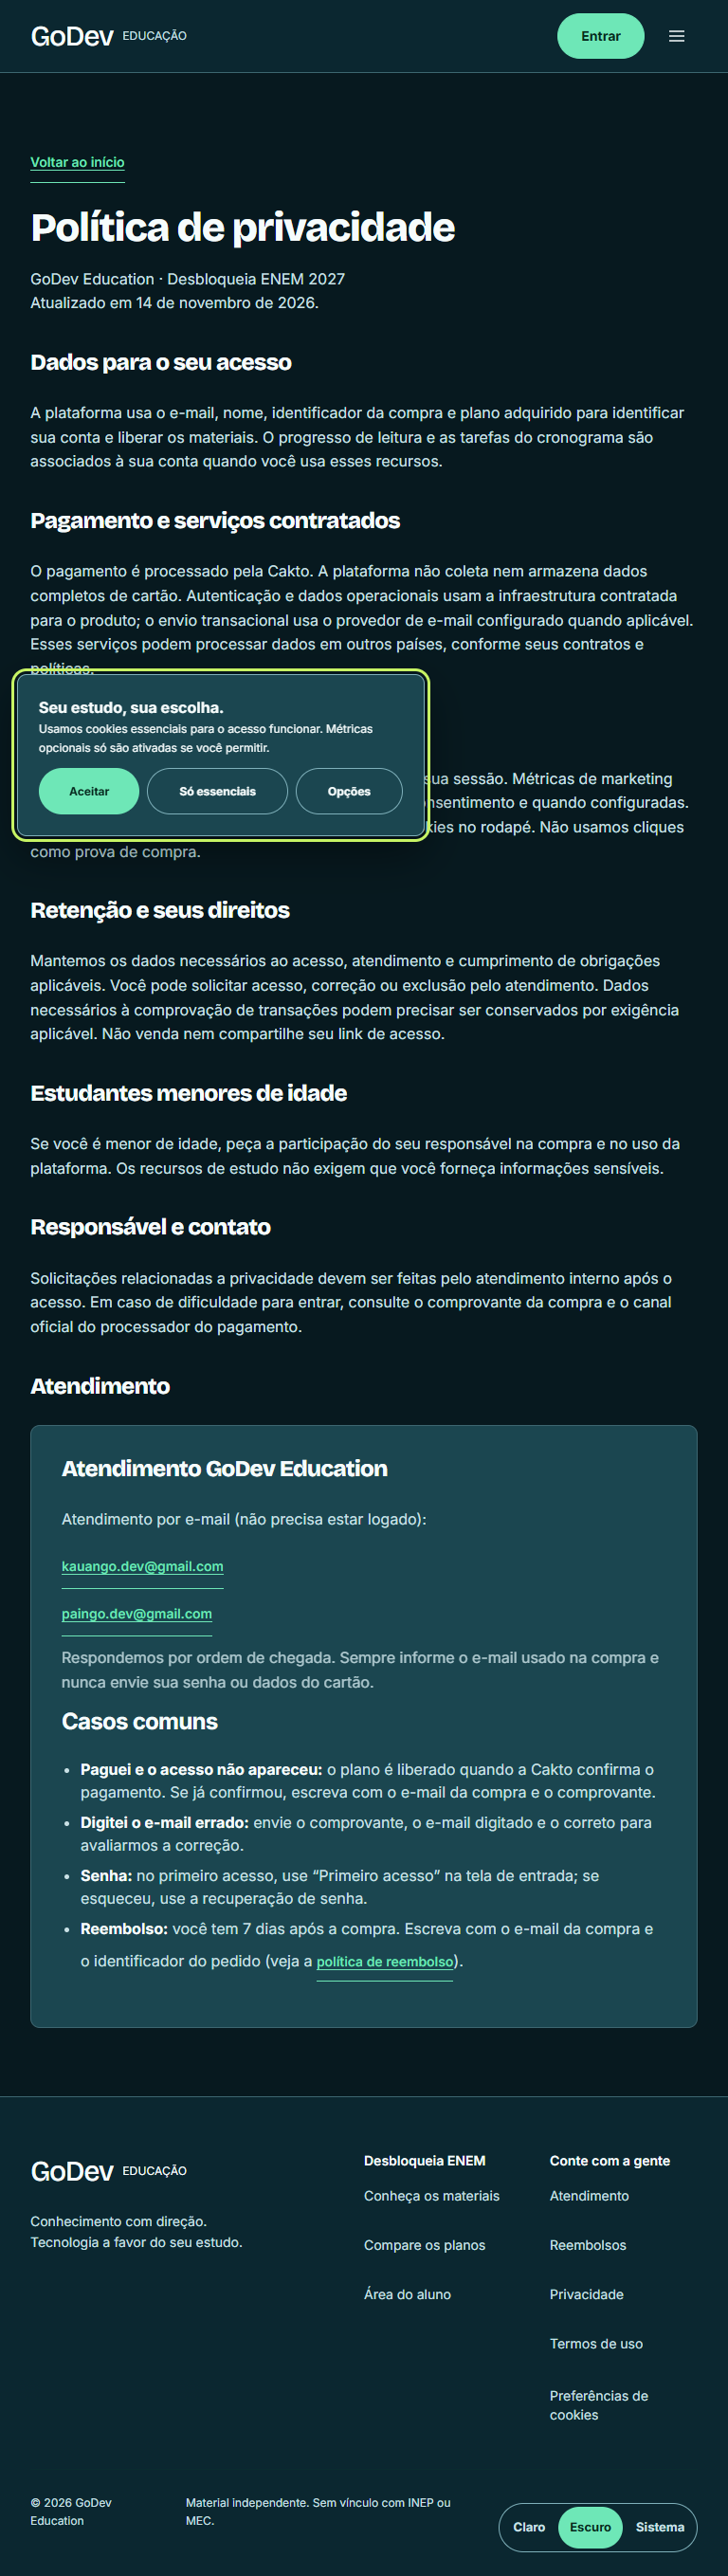 GoDev EDUCAÇÃO
Entrar
Voltar ao início
Política de privacidade
GoDev Education · Desbloqueia ENEM 2027
Atualizado em 14 de novembro de 2026.
Dados para o seu acesso
A plataforma usa o e-mail, nome, identificador da compra e plano adquirido para identificar
sua conta e liberar os materiais. O progresso de leitura e as tarefas do cronograma são
associados à sua conta quando você usa esses recursos.
Pagamento e serviços contratados
O pagamento é processado pela Cakto. A plataforma não coleta nem armazena dados
completos de cartão. Autenticação e dados operacionais usam a infraestrutura contratada
para o produto; o envio transacional usa o provedor de e-mail configurado quando aplicável.
Esses serviços podem processar dados em outros países, conforme seus contratos e
políticas.
Seu estudo, sua escolha.
Usamos cookies essenciais para o acesso funcionar. Métricas
opcionais só são ativadas se você permitir.
Aceitar
Só essenciais
Opções
sua sessão. Métricas de marketing
e quando configuradas.
no rodapé. Não usamos cliques
como prova de compra.
Retenção e seus direitos
Mantemos os dados necessários ao acesso, atendimento e cumprimento de obrigações
aplicáveis. Você pode solicitar acesso, correção ou exclusão pelo atendimento. Dados
necessários à comprovação de transações podem precisar ser conservados por exigência
aplicável. Não venda nem compartilhe seu link de acesso.
Estudantes menores de idade
Se você é menor de idade, peça a participação do seu responsável na compra e no uso da
plataforma. Os recursos de estudo não exigem que você forneça informações sensíveis.
Responsável e contato
Solicitações relacionadas a privacidade devem ser feitas pelo atendimento interno após o
acesso. Em caso de dificuldade para entrar, consulte o comprovante da compra e o canal
oficial do processador do pagamento.
Atendimento
Atendimento GoDev Education
Atendimento por e-mail (não precisa estar logado):
kauango.dev@gmail.com
paingo.dev@gmail.com
Respondemos por ordem de chegada. Sempre informe o e-mail usado na compra e
nunca envie sua senha ou dados do cartão.
Casos comuns
• Paguei e o acesso não apareceu: o plano é liberado quando a Cakto confirma o
pagamento. Se já confirmou, escreva com o e-mail da compra e o comprovante.
• Digitei o e-mail errado: envie o comprovante, o e-mail digitado e o correto para
avaliarmos a correção.
• Senha: no primeiro acesso, use “Primeiro acesso” na tela de entrada; se
esqueceu, use a recuperação de senha.
• Reembolso: você tem 7 dias após a compra. Escreva com o e-mail da compra e
o identificador do pedido (veja a política de reembolso).
GoDev EDUCAÇÃO
Conhecimento com direção.
Tecnologia a favor do seu estudo.
Desbloqueia ENEM
Conheça os materiais
Compare os planos
Área do aluno
Conte com a gente
Atendimento
Reembolsos
Privacidade
Termos de uso
Preferências de
cookies
© 2026 GoDev
Education
Material independente. Sem vínculo com INEP ou
MEC.
Claro
Escuro
Sistema